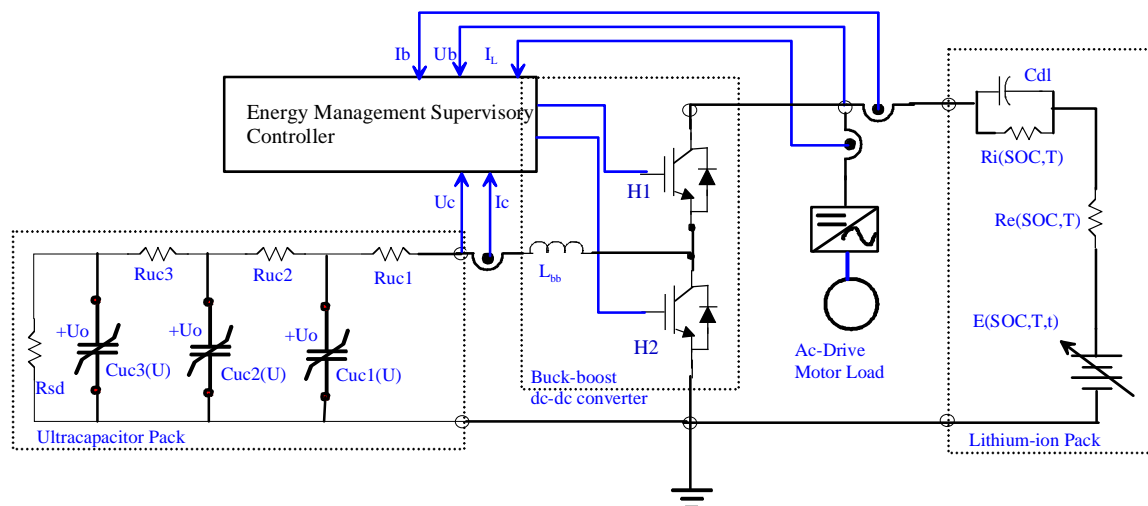 Ib
Ub
I_L
Cdl
Energy Management Supervisory
Controller
Ri(SOC,T)
H1
Uc
Ic
Re(SOC,T)
Ruc3
Ruc2
Ruc1
L_bb
+Uo
+Uo
+Uo
H2
E(SOC,T,t)
Rsd
Cuc3(U)
Cuc2(U)
Cuc1(U)
Ac-Drive
Motor Load
Buck-boost
dc-dc converter
Ultracapacitor Pack
Lithium-ion Pack